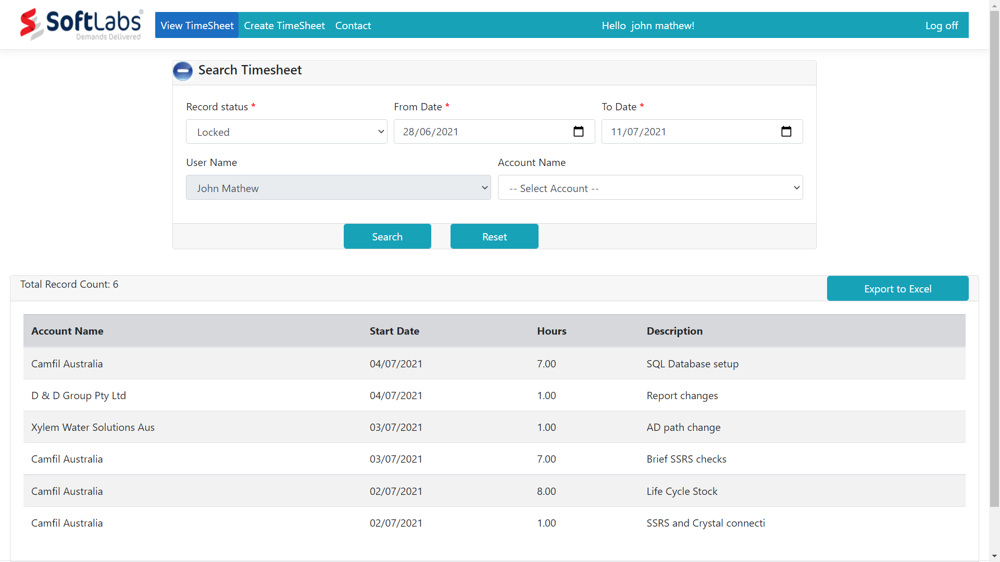 SoftLabs ®
Demands Delivered
View TimeSheet Create TimeSheet Contact Hello john mathew! Log off
Search Timesheet
Record status * From Date * To Date *
Locked 28/06/2021 11/07/2021
User Name Account Name
John Mathew -- Select Account --
Search Reset
Total Record Count: 6 Export to Excel
Account Name Start Date Hours Description
Camfil Australia 04/07/2021 7.00 SQL Database setup
D & D Group Pty Ltd 04/07/2021 1.00 Report changes
Xylem Water Solutions Aus 03/07/2021 1.00 AD path change
Camfil Australia 03/07/2021 7.00 Brief SSRS checks
Camfil Australia 02/07/2021 8.00 Life Cycle Stock
Camfil Australia 02/07/2021 1.00 SSRS and Crystal connecti